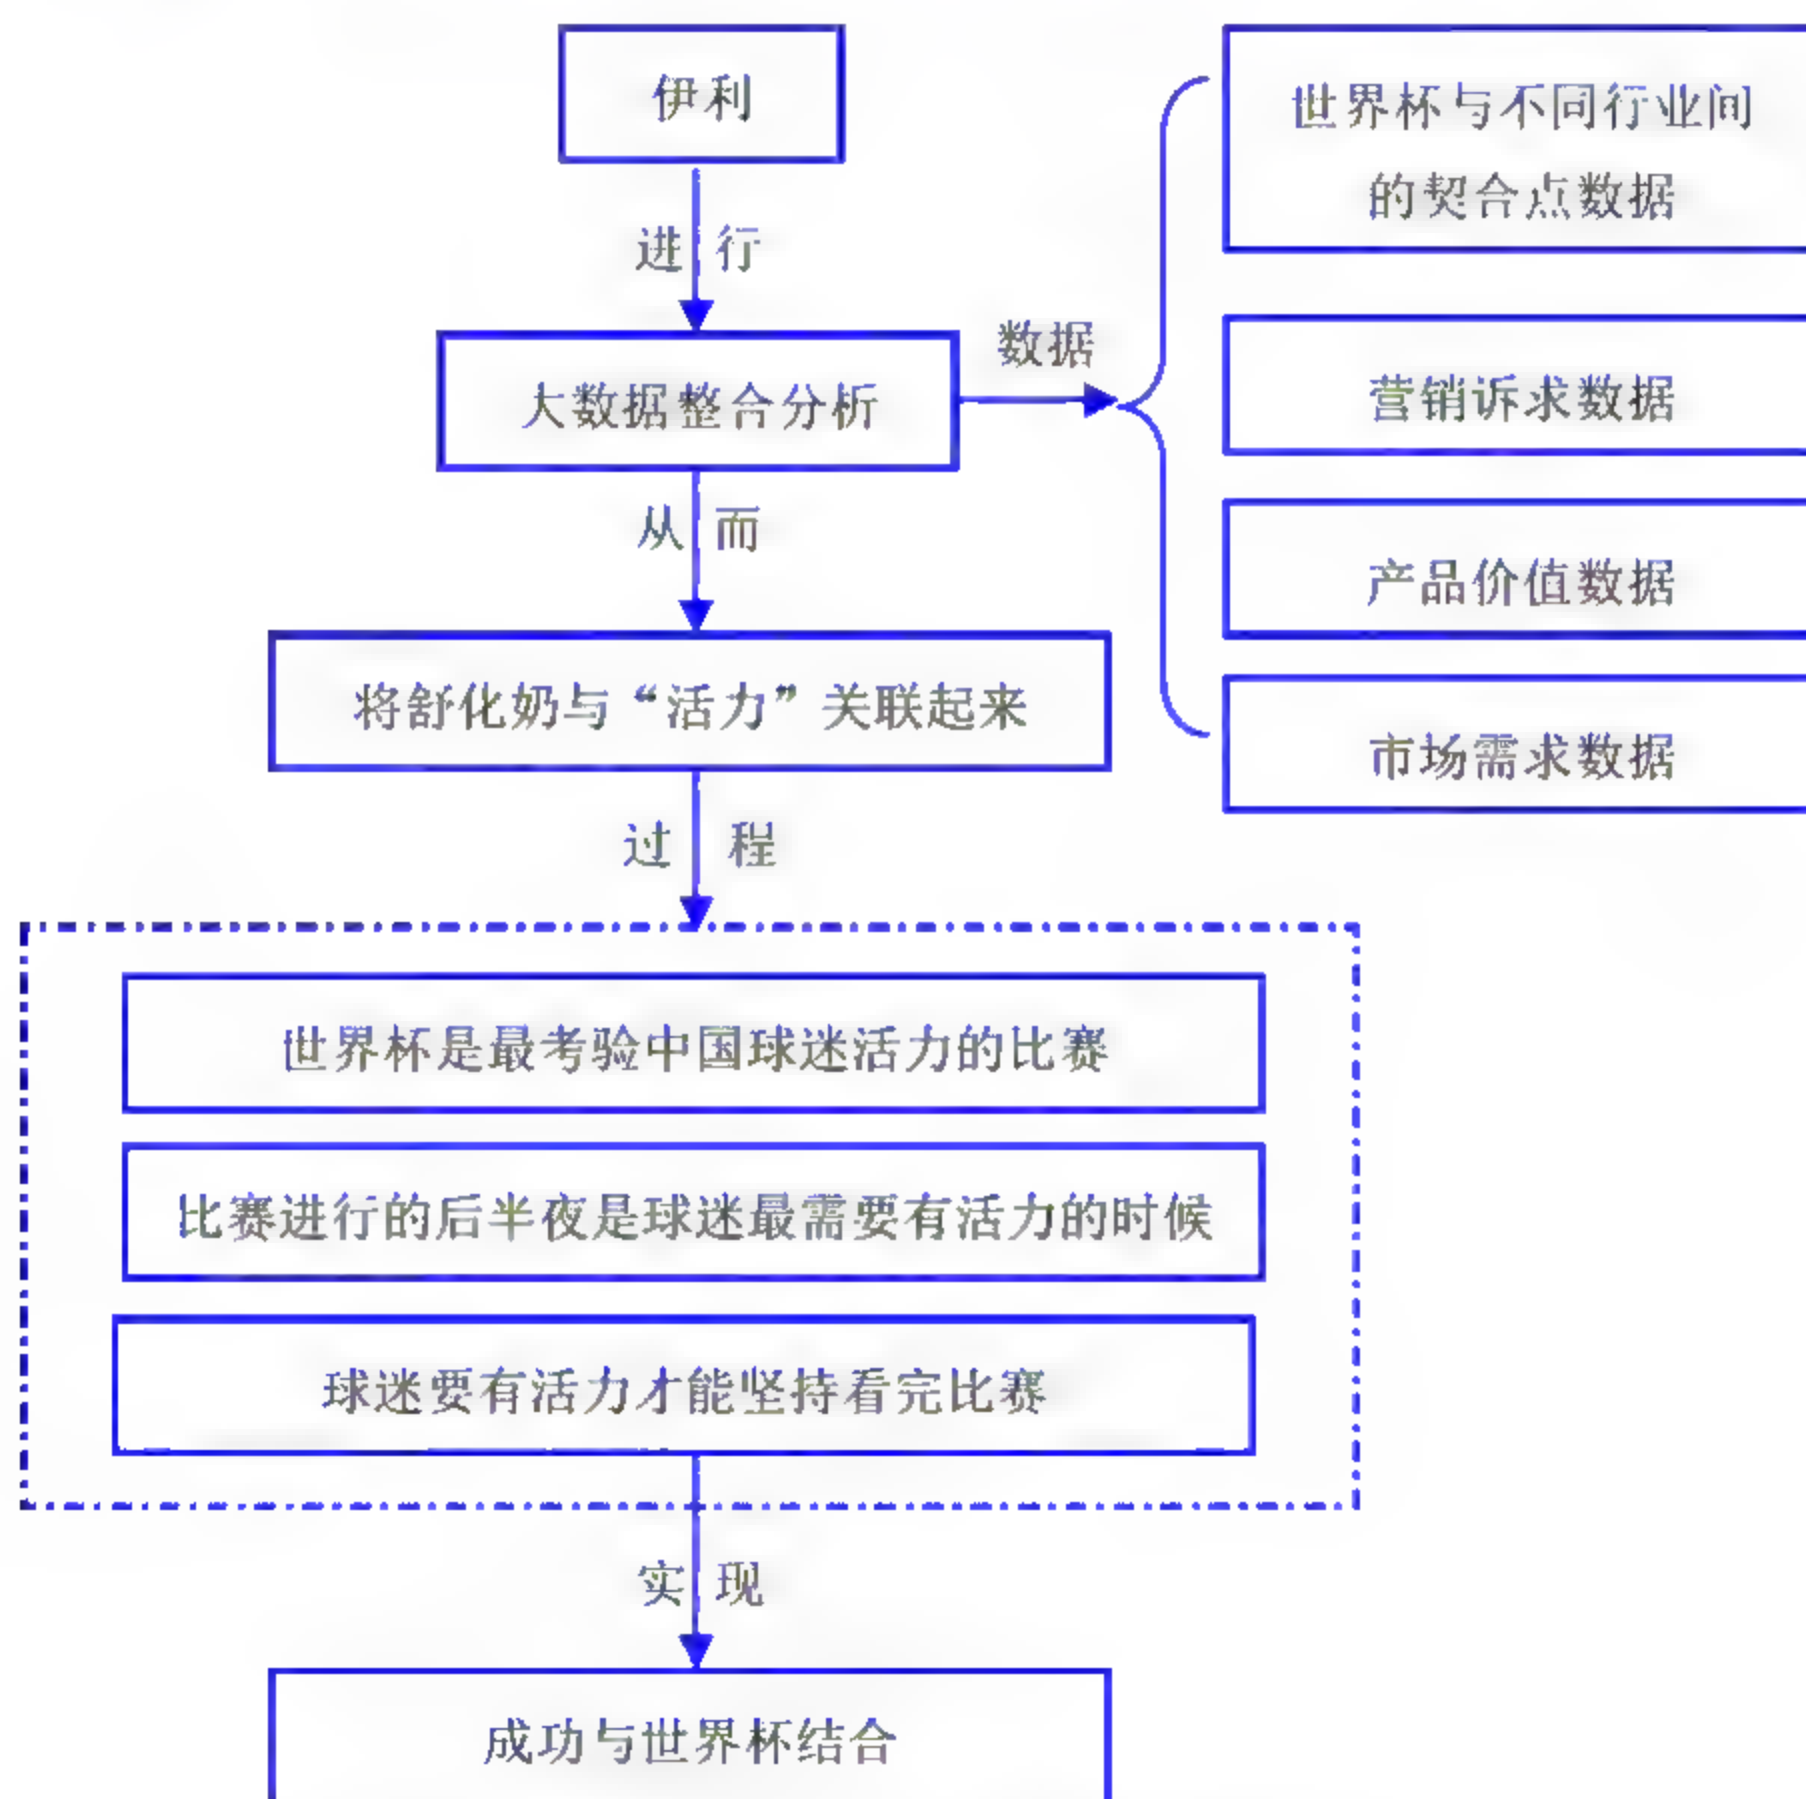 伊利
进行
大数据整合分析
数据
世界杯与不同行业间
的契合点数据
营销诉求数据
产品价值数据
市场需求数据
从而
将舒化奶与“活力”关联起来
过程
世界杯是最考验中国球迷活力的比赛
比赛进行的后半夜是球迷最需要有活力的时候
球迷要有活力才能坚持看完比赛
实现
成功与世界杯结合